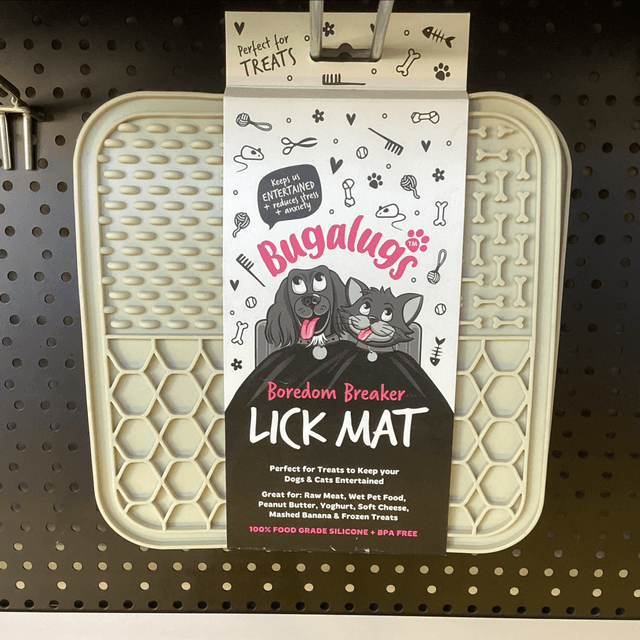 Perfect for
TREATS
Keeps us
ENTERTAINED
+ reduces stress
+ anxiety
Bugalugs™
Boredom Breaker
LICK MAT
Perfect for Treats to Keep your
Dogs & Cats Entertained
Great for: Raw Meat, Wet Pet Food,
Peanut Butter, Yoghurt, Soft Cheese,
Mashed Banana & Frozen Treats
100% FOOD GRADE SILICONE + BPA FREE